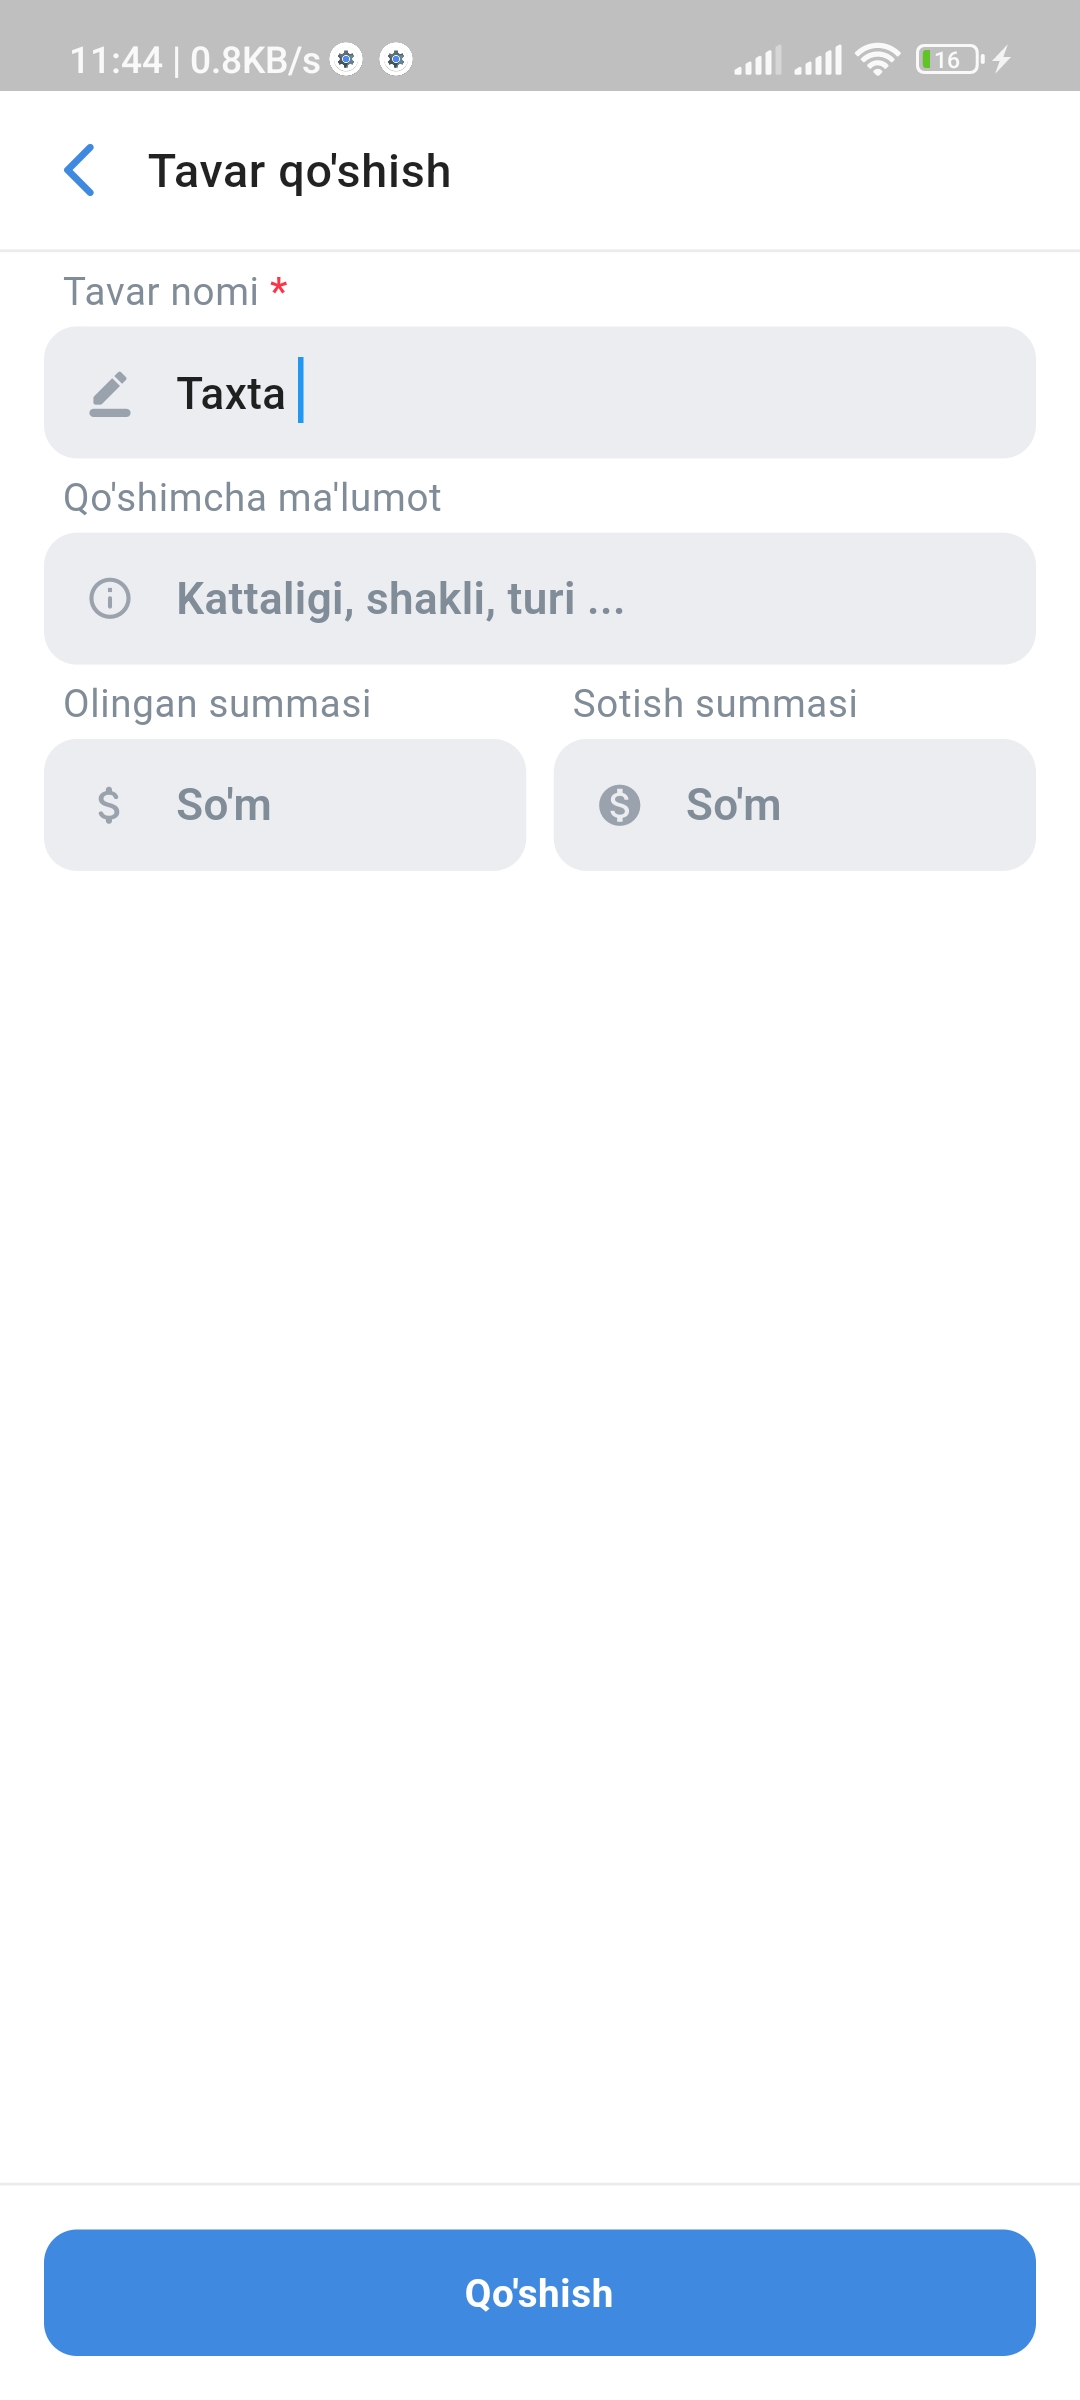 11:44 | 0.8KB/s 16
Tavar qo'shish
Tavar nomi *
Taxta
Qo'shimcha ma'lumot
Kattaligi, shakli, turi ...
Olingan summasi Sotish summasi
So'm So'm
Qo'shish